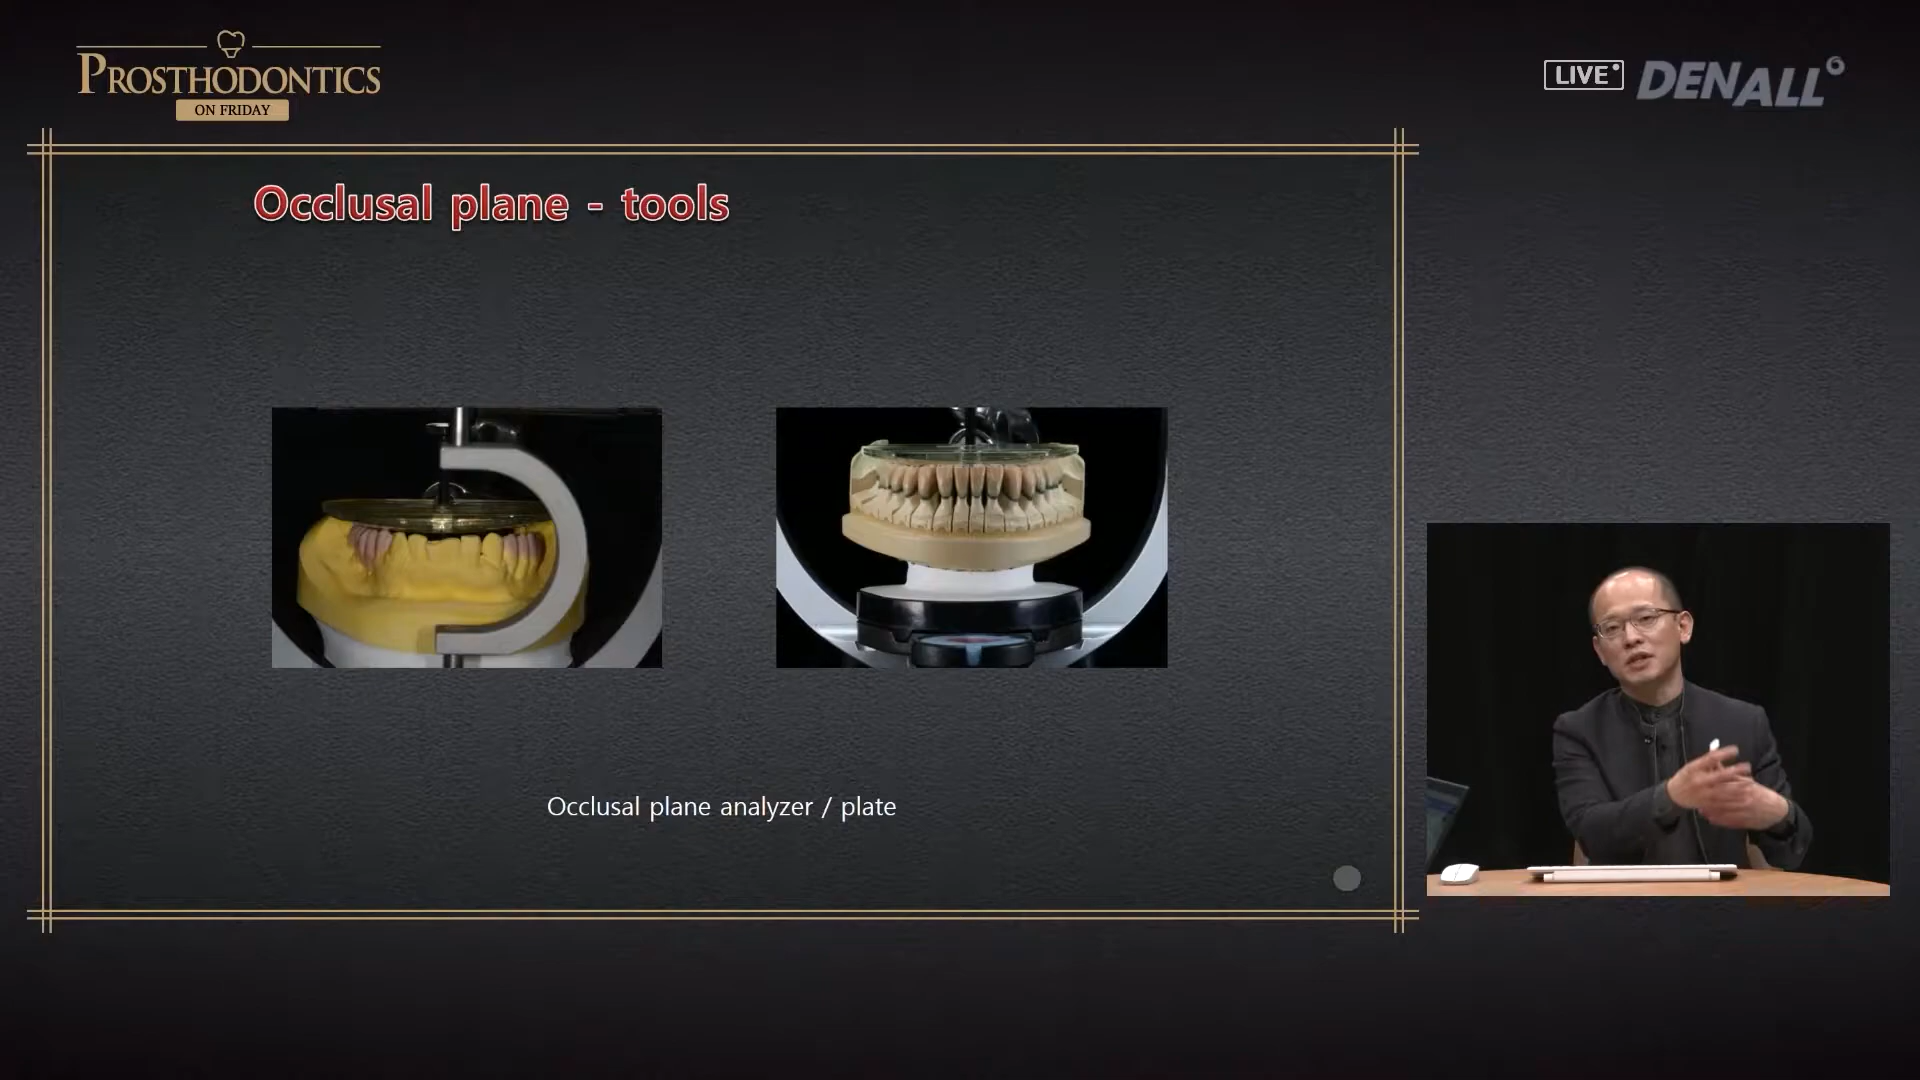 PROSTHODONTICS
ON FRIDAY
LIVE
DENALL
Occlusal plane - tools
Occlusal plane analyzer / plate